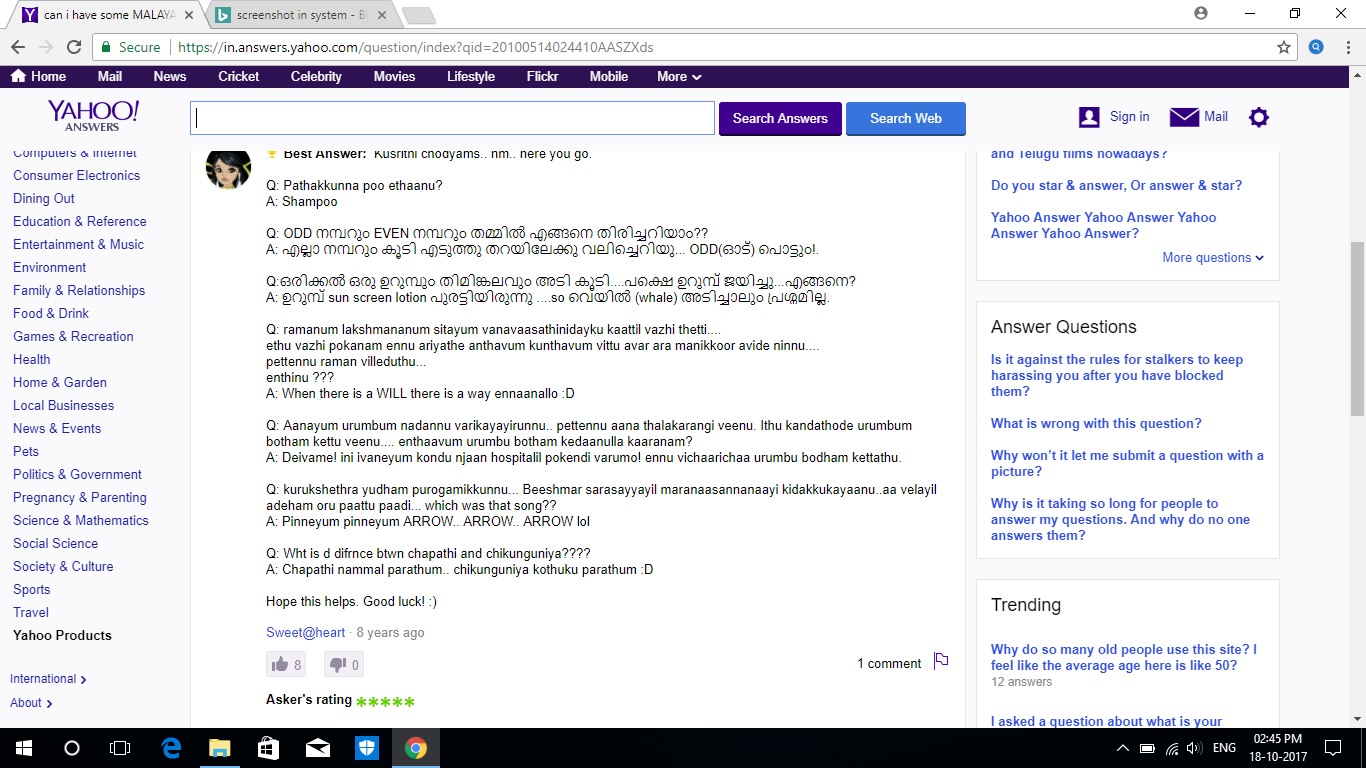 can i have some MALAYA
screenshot in system - B
Secure https://in.answers.yahoo.com/question/index?qid=20100514024410AASZXds
Home Mail News Cricket Celebrity Movies Lifestyle Flickr Mobile More
YAHOO!
ANSWERS
Search Answers
Search Web
Sign in
Mail
Computers & Internet
Consumer Electronics
Dining Out
Education & Reference
Entertainment & Music
Environment
Family & Relationships
Food & Drink
Games & Recreation
Health
Home & Garden
Local Businesses
News & Events
Pets
Politics & Government
Pregnancy & Parenting
Science & Mathematics
Social Science
Society & Culture
Sports
Travel
Yahoo Products
International
About
Best Answer: Kusrithi chodyams.. hm.. here you go.
Q: Pathakkunna poo ethaanu?
A: Shampoo
Q: ODD നമ്പറും EVEN നമ്പറും തമ്മിൽ എങ്ങനെ തിരിച്ചറിയാം??
A: എല്ലാ നമ്പറും കൂടി എടുത്തു തറയിലേക്കു വലിച്ചെറിയു... ODD(ഓട്) പൊട്ടും!.
Q:ഒരിക്കൽ ഒരു ഉറുമ്പും തിമിങ്കലവും അടി കൂടി....പക്ഷെ ഉറുമ്പ് ജയിച്ചു...എങ്ങനെ?
A: ഉറുമ്പ് sun screen lotion പുരട്ടിയിരുന്നു ....so വെയിൽ (whale) അടിച്ചാലും പ്രശ്നമില്ല.
Q: ramanum lakshmananum sitayum vanavaasathinidayku kaattil vazhi thetti....
ethu vazhi pokanam ennu ariyathe anthavum kunthavum vittu avar ara manikkoor avide ninnu....
pettennu raman villeduthu...
enthinu ???
A: When there is a WILL there is a way ennaanallo :D
Q: Aanayum urumbum nadannu varikayayirunnu.. pettennu aana thalakarangi veenu. Ithu kandathode urumbum
botham kettu veenu.... enthaavum urumbu botham kedaanulla kaaranam?
A: Deivame! ini ivaneyum kondu njaan hospitalil pokendi varumo! ennu vichaarichaa urumbu bodham kettathu.
Q: kurukshethra yudham purogamikkunnu... Beeshmar sarasayyayil maranaasannanaayi kidakkukayaanu..aa velayil
adeham oru paattu paadi... which was that song??
A: Pinneyum pinneyum ARROW.. ARROW.. ARROW lol
Q: Wht is d difrnce btwn chapathi and chikunguniya????
A: Chapathi nammal parathum.. chikunguniya kothuku parathum :D
Hope this helps. Good luck! :)
Sweet@heart · 8 years ago
8 0
1 comment
Asker's rating
and Telugu films nowadays?
Do you star & answer, Or answer & star?
Yahoo Answer Yahoo Answer Yahoo
Answer Yahoo Answer?
More questions
Answer Questions
Is it against the rules for stalkers to keep
harassing you after you have blocked
them?
What is wrong with this question?
Why won't it let me submit a question with a
picture?
Why is it taking so long for people to
answer my questions. And why do no one
answers them?
Trending
Why do so many old people use this site? I
feel like the average age here is like 50?
12 answers
I asked a question about what is your
ENG
02:45 PM
18-10-2017